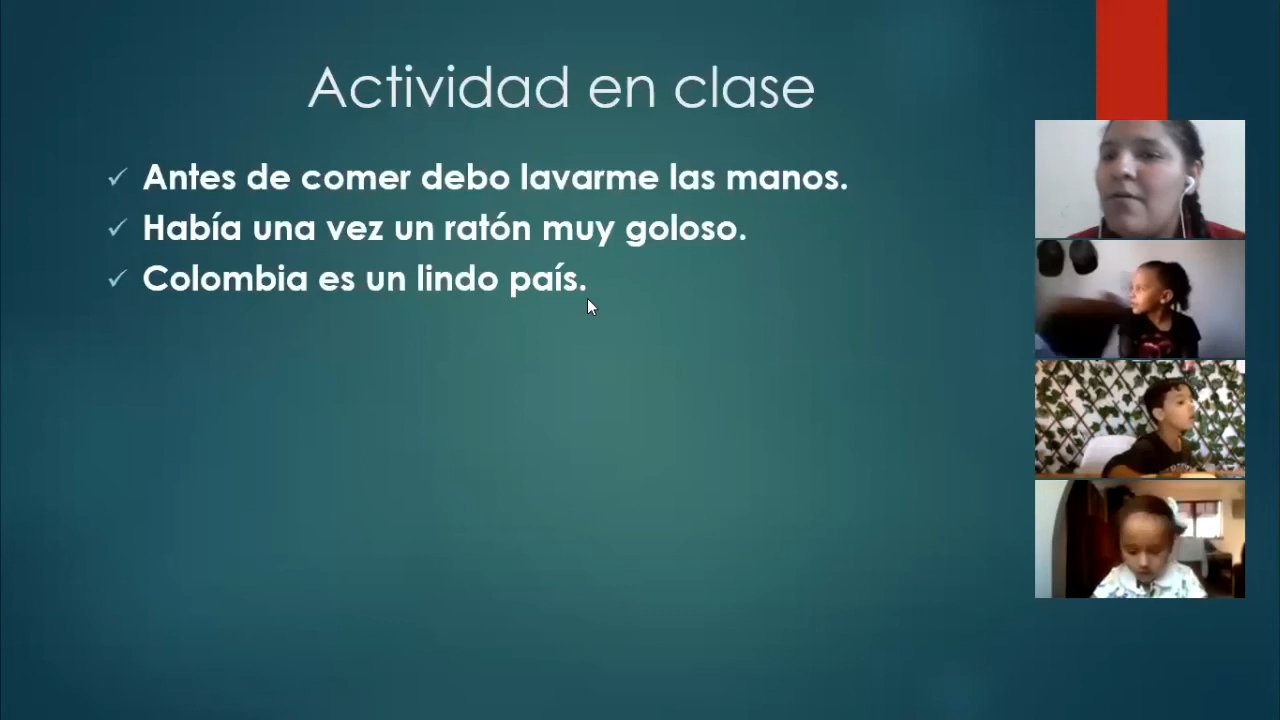 Actividad en clase
Antes de comer debo lavarme las manos.
Había una vez un ratón muy goloso.
Colombia es un lindo país.